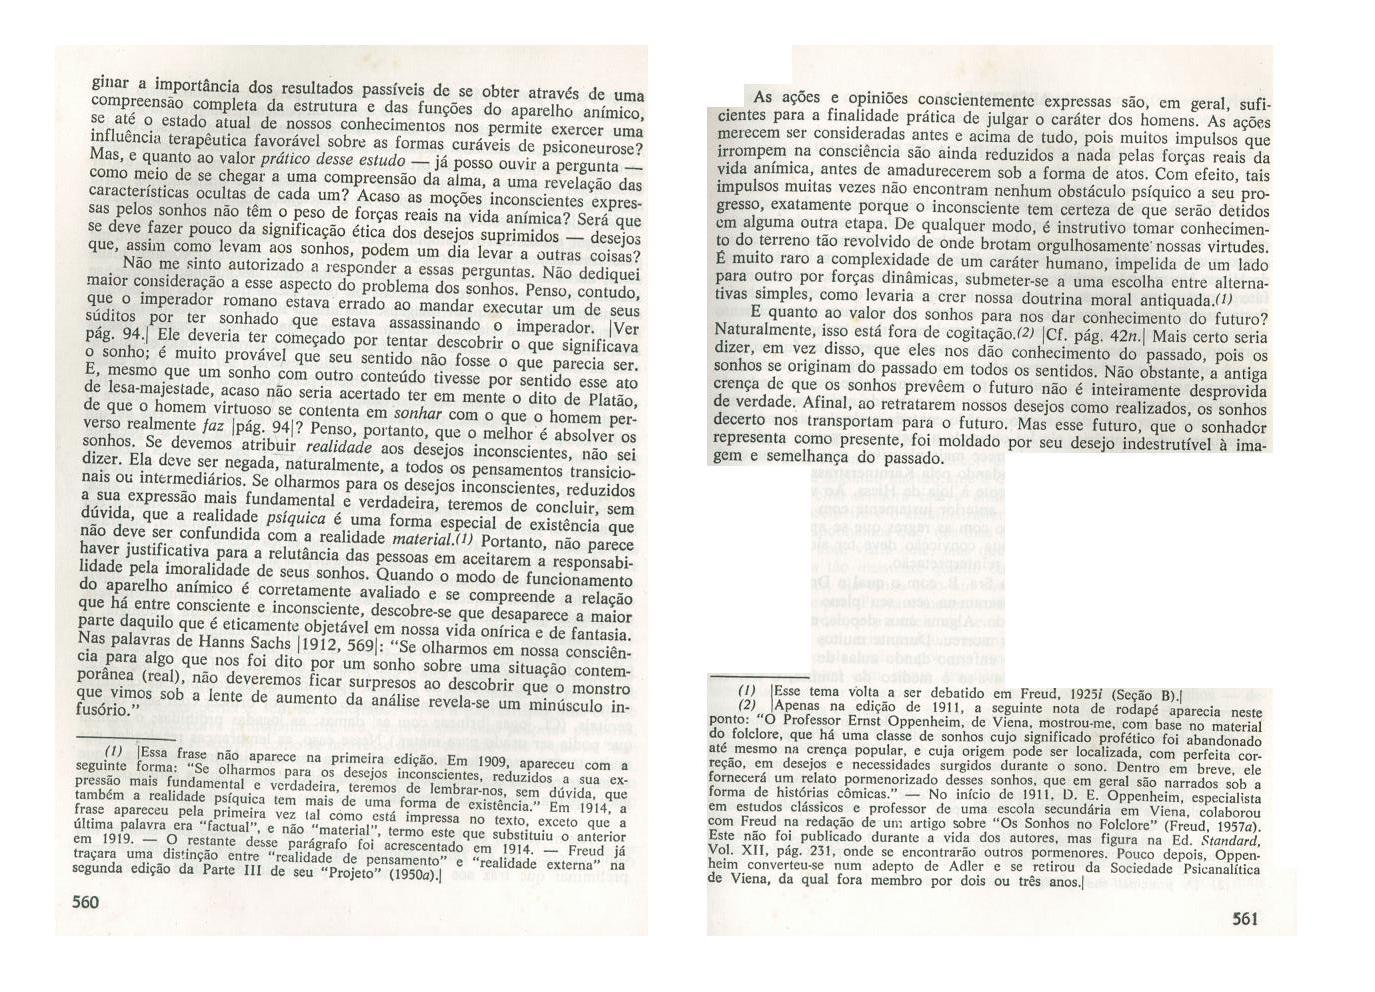 ginar a importância dos resultados passíveis de se obter através de uma
compreensão completa da estrutura e das funções do aparelho anímico,
se até o estado atual de nossos conhecimentos nos permite exercer uma
influência terapêutica favorável sobre as formas curáveis de psiconeurose?
Mas, e quanto ao valor prático desse estudo — já posso ouvir a pergunta —
como meio de se chegar a uma compreensão da alma, a uma revelação das
características ocultas de cada um? Acaso as moções inconscientes expres-
sas pelos sonhos não têm o peso de forças reais na vida anímica? Será que
se deve fazer pouco da significação ética dos desejos suprimidos — desejos
que, assim como levam aos sonhos, podem um dia levar a outras coisas?
Não me sinto autorizado a responder a essas perguntas. Não dediquei
maior consideração a esse aspecto do problema dos sonhos. Penso, contudo,
que o imperador romano estava errado ao mandar executar um de seus
súditos por ter sonhado que estava assassinando o imperador. |Ver
pág. 94.| Ele deveria ter começado por tentar descobrir o que significava
o sonho; é muito provável que seu sentido não fosse o que parecia ser.
E, mesmo que um sonho com outro conteúdo tivesse por sentido esse ato
de lesa-majestade, acaso não seria acertado ter em mente o dito de Platão,
de que o homem virtuoso se contenta em sonhar com o que o homem per-
verso realmente faz |pág. 94|? Penso, portanto, que o melhor é absolver os
sonhos. Se devemos atribuir realidade aos desejos inconscientes, não sei
dizer. Ela deve ser negada, naturalmente, a todos os pensamentos transicio-
nais ou intermediários. Se olharmos para os desejos inconscientes, reduzidos
a sua expressão mais fundamental e verdadeira, teremos de concluir, sem
dúvida, que a realidade psíquica é uma forma especial de existência que
não deve ser confundida com a realidade material.(1) Portanto, não parece
haver justificativa para a relutância das pessoas em aceitarem a responsabi-
lidade pela imoralidade de seus sonhos. Quando o modo de funcionamento
do aparelho anímico é corretamente avaliado e se compreende a relação
que há entre consciente e inconsciente, descobre-se que desaparece a maior
parte daquilo que é eticamente objetável em nossa vida onírica e de fantasia.
Nas palavras de Hanns Sachs |1912, 569|: “Se olharmos em nossa consciên-
cia para algo que nos foi dito por um sonho sobre uma situação contem-
porânea (real), não deveremos ficar surpresos ao descobrir que o monstro
que vimos sob a lente de aumento da análise revela-se um minúsculo in-
fusório.”
(1) |Essa frase não aparece na primeira edição. Em 1909, apareceu com a
seguinte forma: “Se olharmos para os desejos inconscientes, reduzidos a sua ex-
pressão mais fundamental e verdadeira, teremos de lembrar-nos, sem dúvida, que
também a realidade psíquica tem mais de uma forma de existência.” Em 1914, a
frase apareceu pela primeira vez tal como está impressa no texto, exceto que a
última palavra era “factual”, e não “material”, termo este que substituiu o anterior
em 1919. — O restante desse parágrafo foi acrescentado em 1914. — Freud já
traçara uma distinção entre “realidade de pensamento” e “realidade externa” na
segunda edição da Parte III de seu “Projeto” (1950a).|
560
As ações e opiniões conscientemente expressas são, em geral, sufi-
cientes para a finalidade prática de julgar o caráter dos homens. As ações
merecem ser consideradas antes e acima de tudo, pois muitos impulsos que
irrompem na consciência são ainda reduzidos a nada pelas forças reais da
vida anímica, antes de amadurecerem sob a forma de atos. Com efeito, tais
impulsos muitas vezes não encontram nenhum obstáculo psíquico a seu pro-
gresso, exatamente porque o inconsciente tem certeza de que serão detidos
em alguma outra etapa. De qualquer modo, é instrutivo tomar conhecimen-
to do terreno tão revolvido de onde brotam orgulhosamente nossas virtudes.
É muito raro a complexidade de um caráter humano, impelida de um lado
para outro por forças dinâmicas, submeter-se a uma escolha entre alterna-
tivas simples, como levaria a crer nossa doutrina moral antiquada.(1)
E quanto ao valor dos sonhos para nos dar conhecimento do futuro?
Naturalmente, isso está fora de cogitação.(2) |Cf. pág. 42n.| Mais certo seria
dizer, em vez disso, que eles nos dão conhecimento do passado, pois os
sonhos se originam do passado em todos os sentidos. Não obstante, a antiga
crença de que os sonhos prevêem o futuro não é inteiramente desprovida
de verdade. Afinal, ao retratarem nossos desejos como realizados, os sonhos
decerto nos transportam para o futuro. Mas esse futuro, que o sonhador
representa como presente, foi moldado por seu desejo indestrutível à ima-
gem e semelhança do passado.
(1) |Esse tema volta a ser debatido em Freud, 1925i (Seção B).|
(2) |Apenas na edição de 1911, a seguinte nota de rodapé aparecia neste
ponto: “O Professor Ernst Oppenheim, de Viena, mostrou-me, com base no material
do folclore, que há uma classe de sonhos cujo significado profético foi abandonado
até mesmo na crença popular, e cuja origem pode ser localizada, com perfeita cor-
reção, em desejos e necessidades surgidos durante o sono. Dentro em breve, ele
fornecerá um relato pormenorizado desses sonhos, que em geral são narrados sob a
forma de histórias cômicas.” — No início de 1911, D. E. Oppenheim, especialista
em estudos clássicos e professor de uma escola secundária em Viena, colaborou
com Freud na redação de um artigo sobre “Os Sonhos no Folclore” (Freud, 1957a).
Este não foi publicado durante a vida dos autores, mas figura na Ed. Standard,
Vol. XII, pág. 231, onde se encontrarão outros pormenores. Pouco depois, Oppen-
heim converteu-se num adepto de Adler e se retirou da Sociedade Psicanalítica
de Viena, da qual fora membro por dois ou três anos.|
561